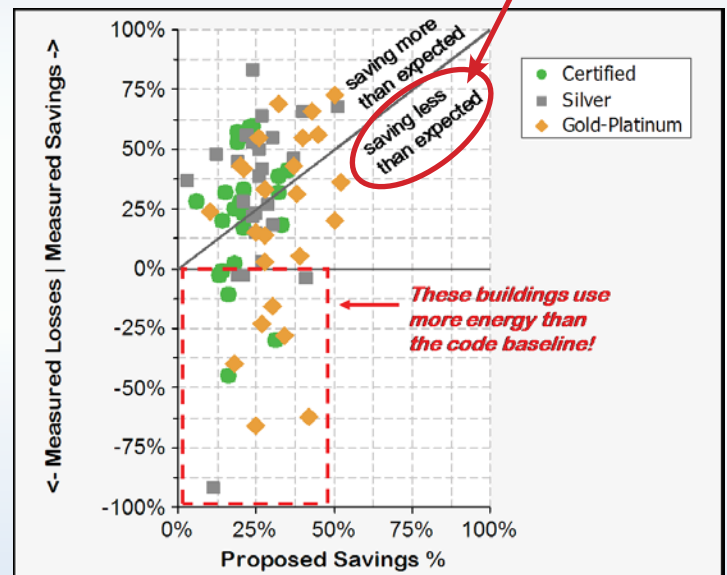 <- Measured Losses | Measured Savings ->
100%
75%
50%
25%
0%
-25%
-50%
-75%
-100%
saving more
than expected
saving less
than expected
These buildings use
more energy than
the code baseline!
Certified
Silver
Gold-Platinum
0%
25%
50%
75%
100%
Proposed Savings %